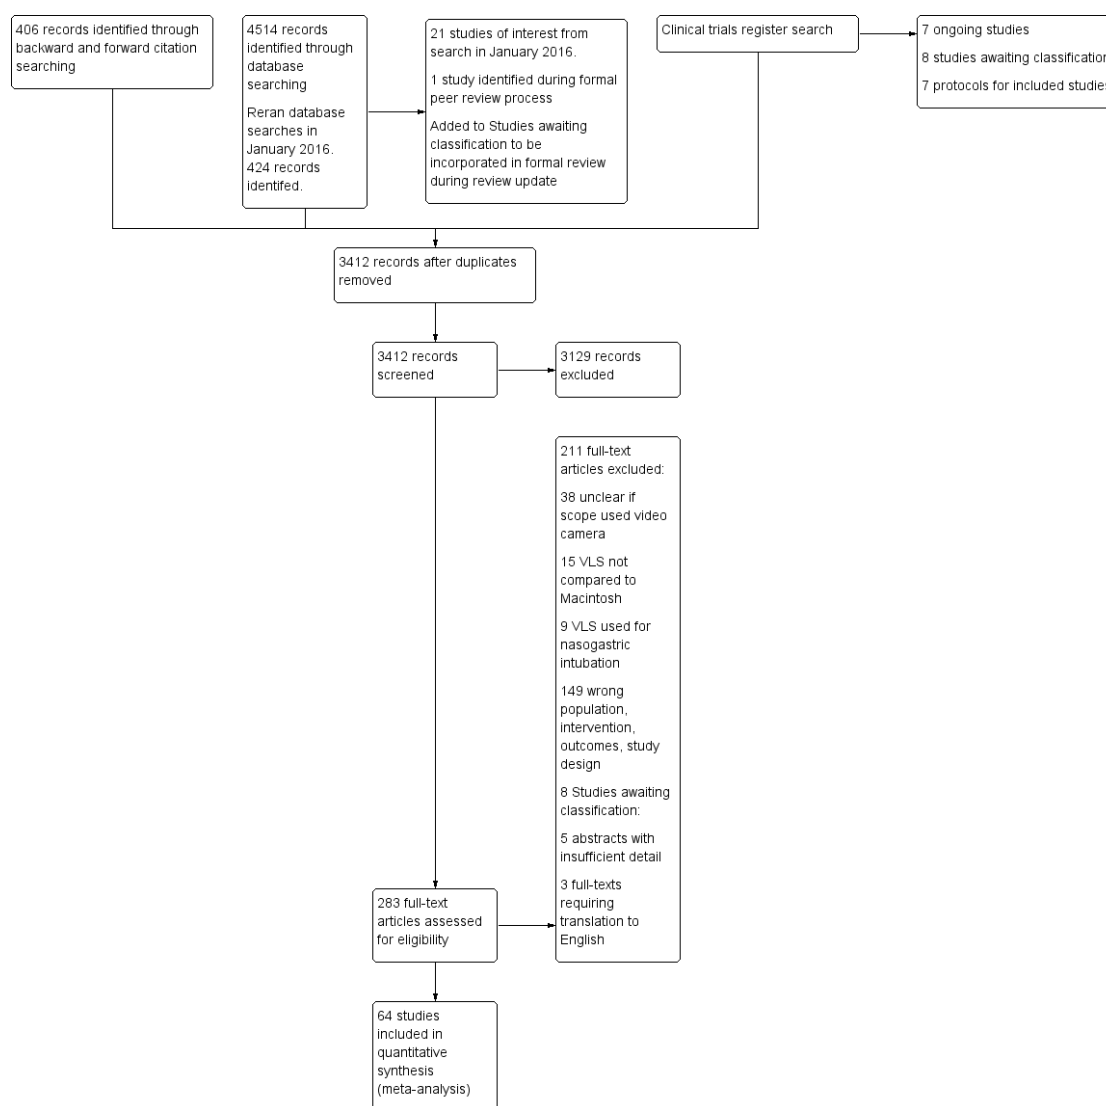 406 records identified through
backward and forward citation
searching
4514 records
identified through
database
searching
Reran database
searches in
January 2016.
424 records
identifed.
21 studies of interest from
search in January 2016.
1 study identified during formal
peer review process
Added to Studies awaiting
classification to be
incorporated in formal review
during review update
Clinical trials register search
7 ongoing studies
8 studies awaiting classification
7 protocols for included studies
3412 records after duplicates
removed
3412 records
screened
3129 records
excluded
211 full-text
articles excluded:
38 unclear if
scope used video
camera
15 VLS not
compared to
Macintosh
9 VLS used for
nasogastric
intubation
149 wrong
population,
intervention,
outcomes, study
design
8 Studies awaiting
classification:
5 abstracts with
insufficient detail
3 full-texts
requiring
translation to
English
283 full-text
articles assessed
for eligibility
64 studies
included in
quantitative
synthesis
(meta-analysis)